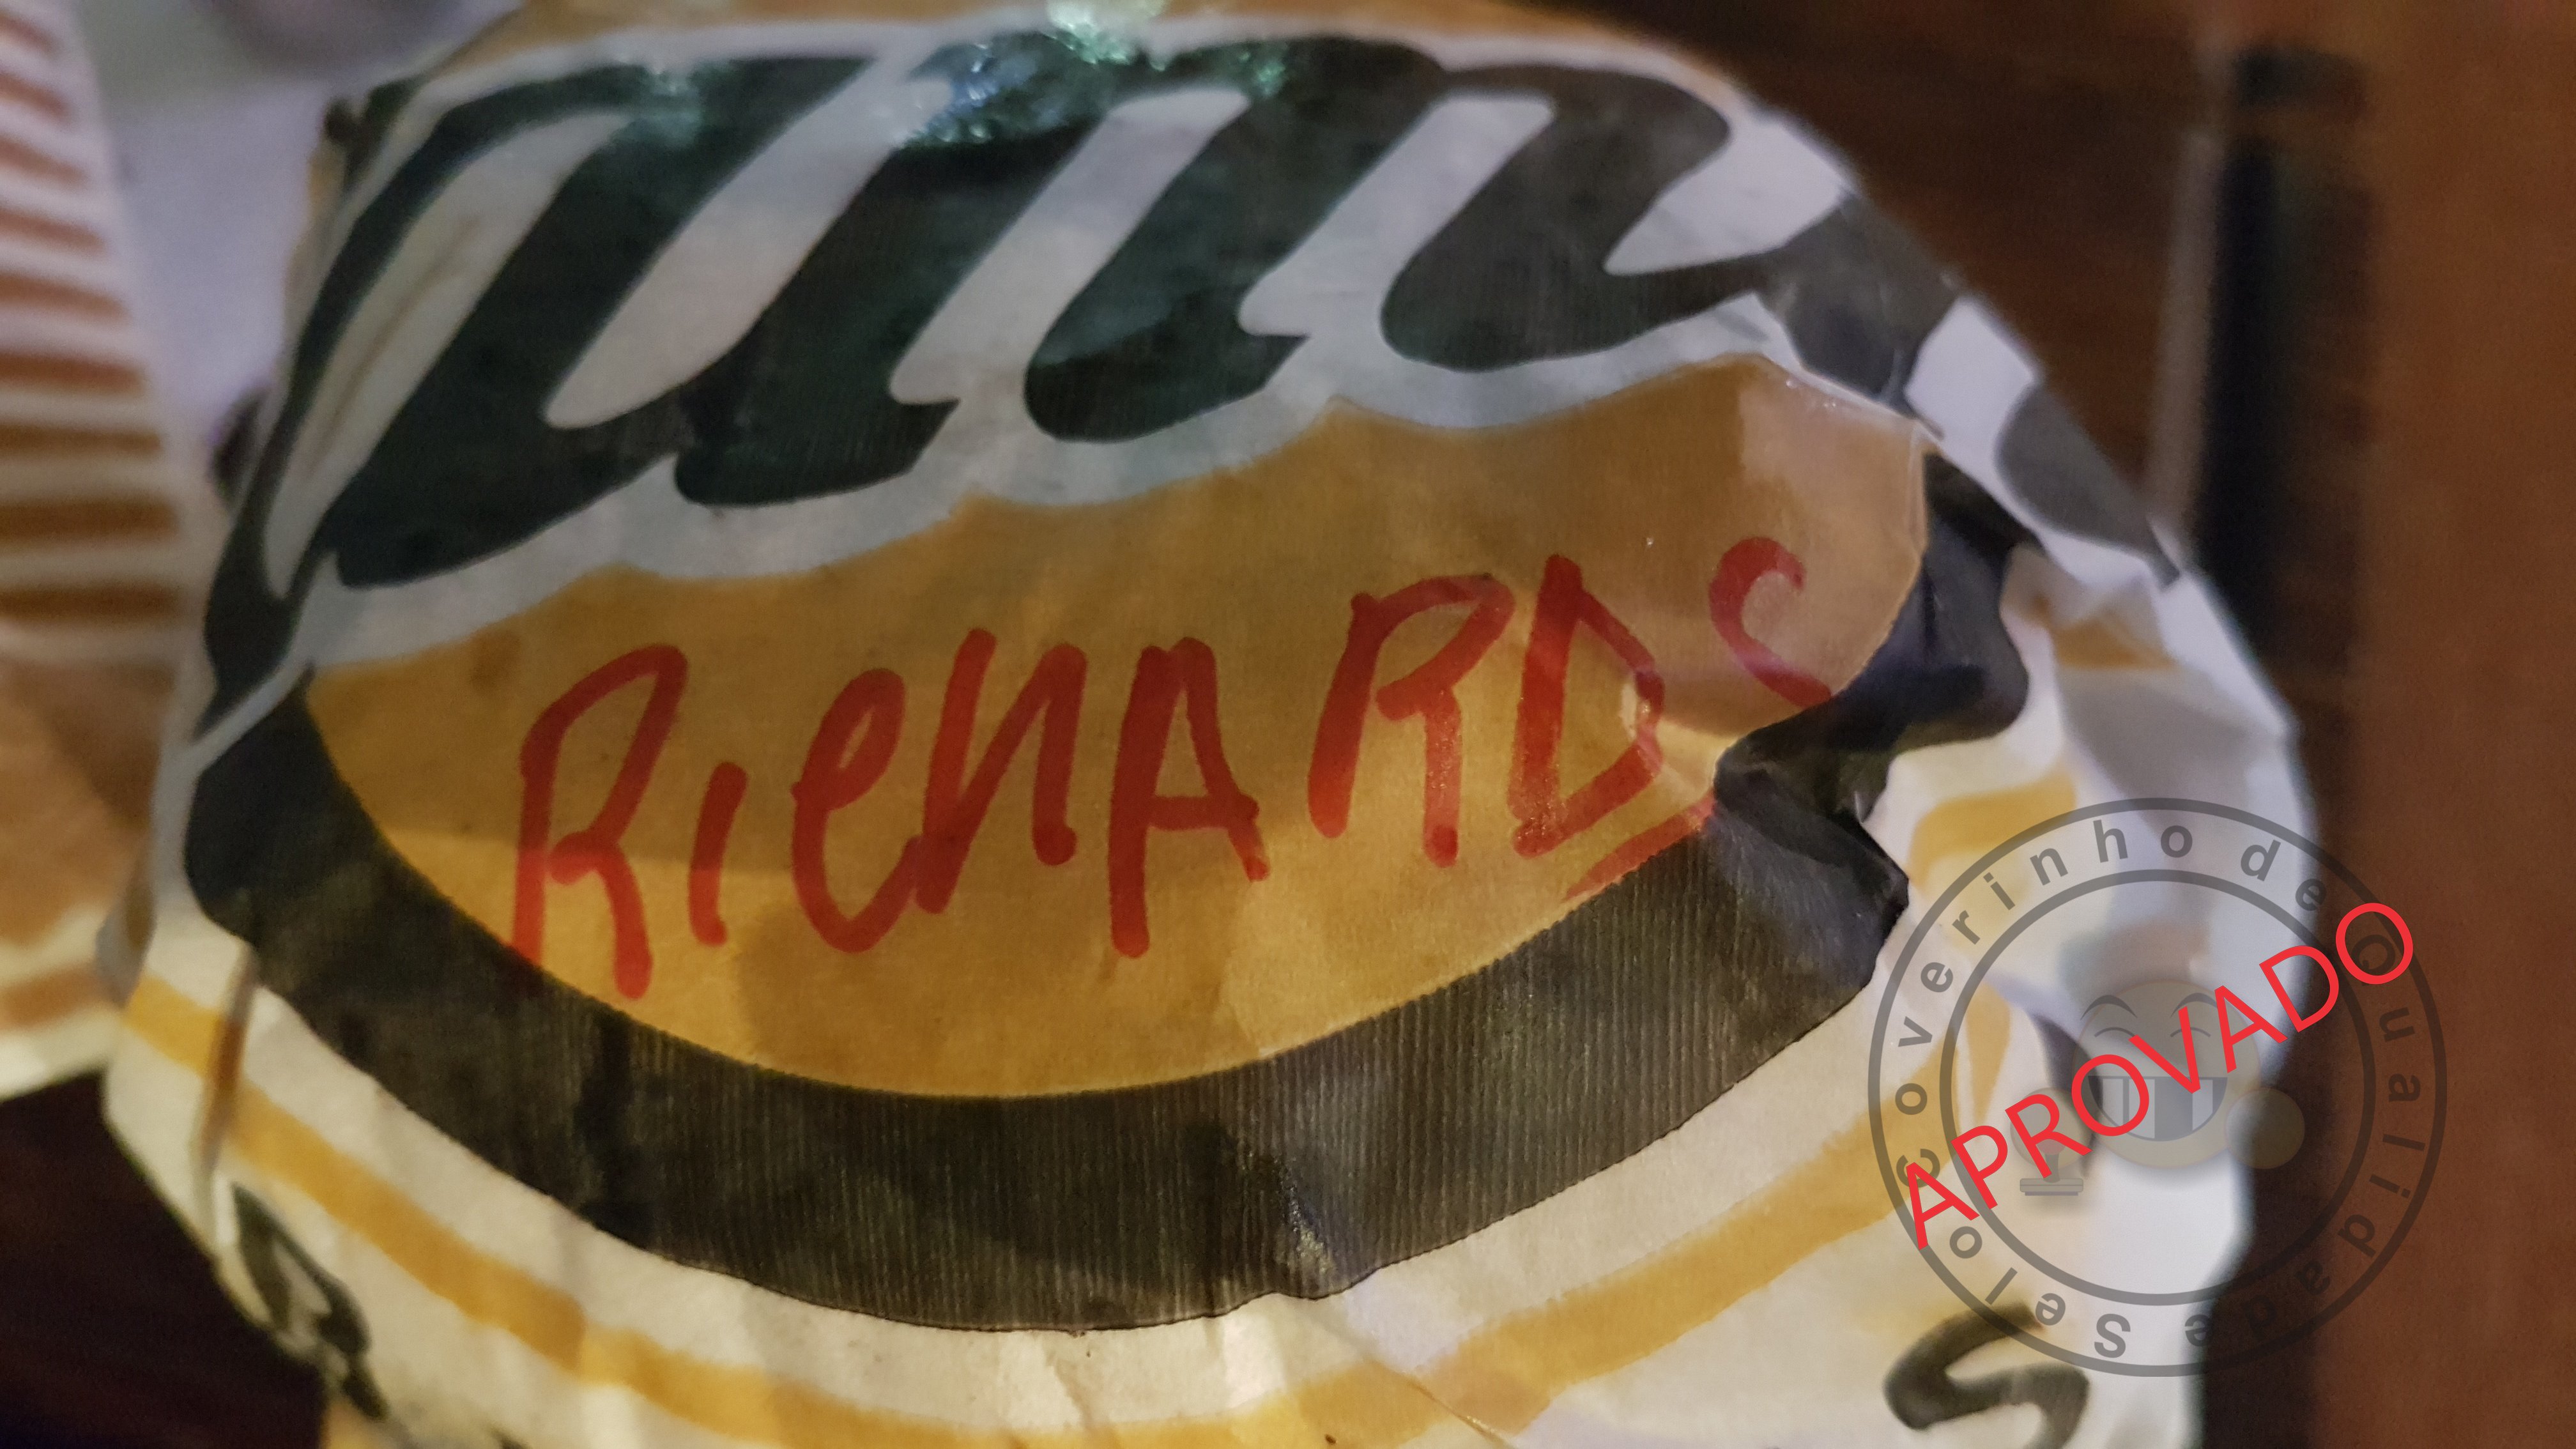 RICHARDS
Selo coverinho de qualidade
APROVADO
S